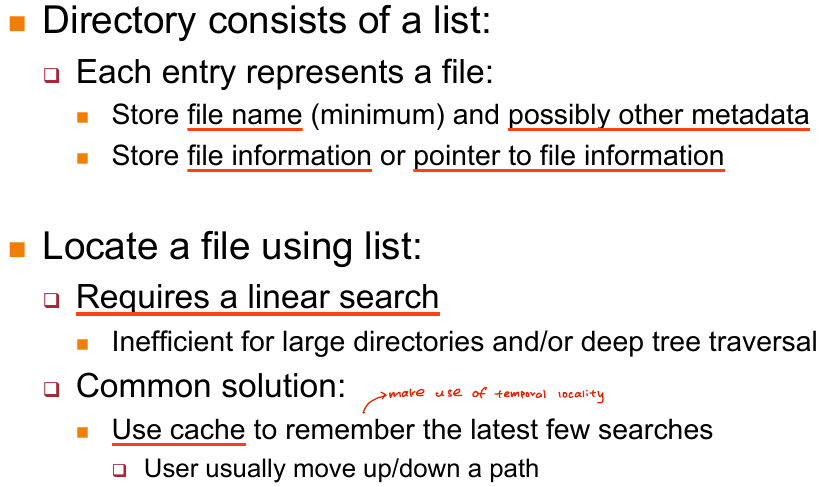 Directory consists of a list:
Each entry represents a file:
Store file name (minimum) and possibly other metadata
Store file information or pointer to file information
Locate a file using list:
Requires a linear search
Inefficient for large directories and/or deep tree traversal
Common solution:
make use of temporal locality
Use cache to remember the latest few searches
User usually move up/down a path